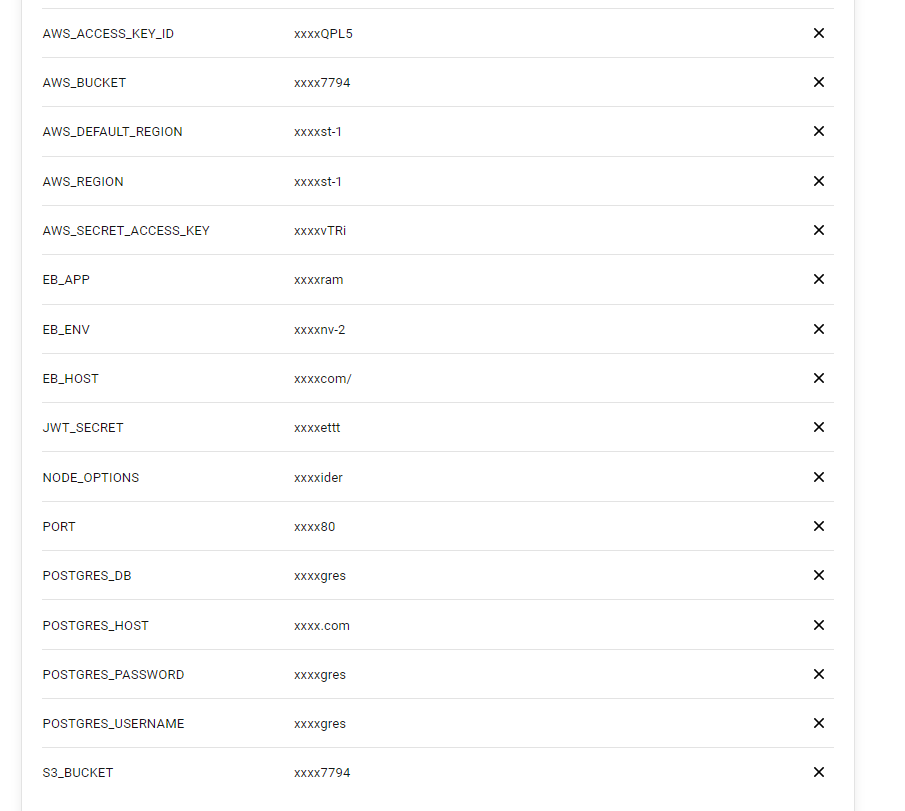 AWS_ACCESS_KEY_ID xxxxQPL5
AWS_BUCKET xxxx7794
AWS_DEFAULT_REGION xxxxst-1
AWS_REGION xxxxst-1
AWS_SECRET_ACCESS_KEY xxxxvTRi
EB_APP xxxxram
EB_ENV xxxxnv-2
EB_HOST xxxxcom/
JWT_SECRET xxxxettt
NODE_OPTIONS xxxxider
PORT xxxx80
POSTGRES_DB xxxxgres
POSTGRES_HOST xxxx.com
POSTGRES_PASSWORD xxxxgres
POSTGRES_USERNAME xxxxgres
S3_BUCKET xxxx7794